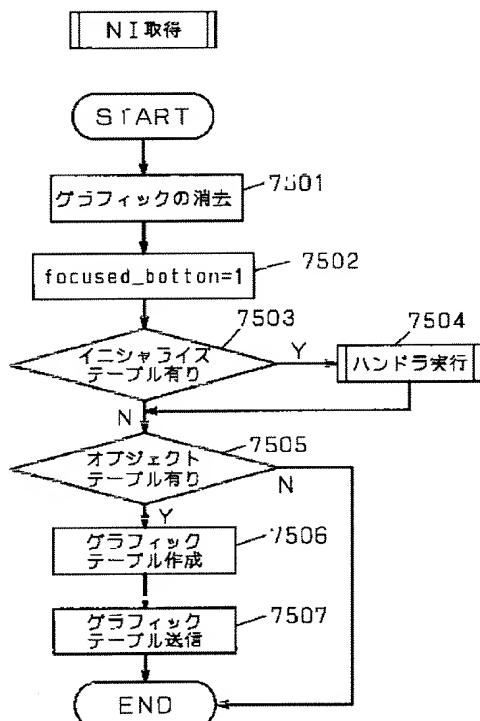 NI取得
START
グラフィックの消去
7501
focused_botton=1
7502
イニシャライズ
テーブル有り
7503
Y
ハンドラ実行
7504
N
オブジェクト
テーブル有り
7505
N
Y
グラフィック
テーブル作成
7506
グラフィック
テーブル送信
7507
END